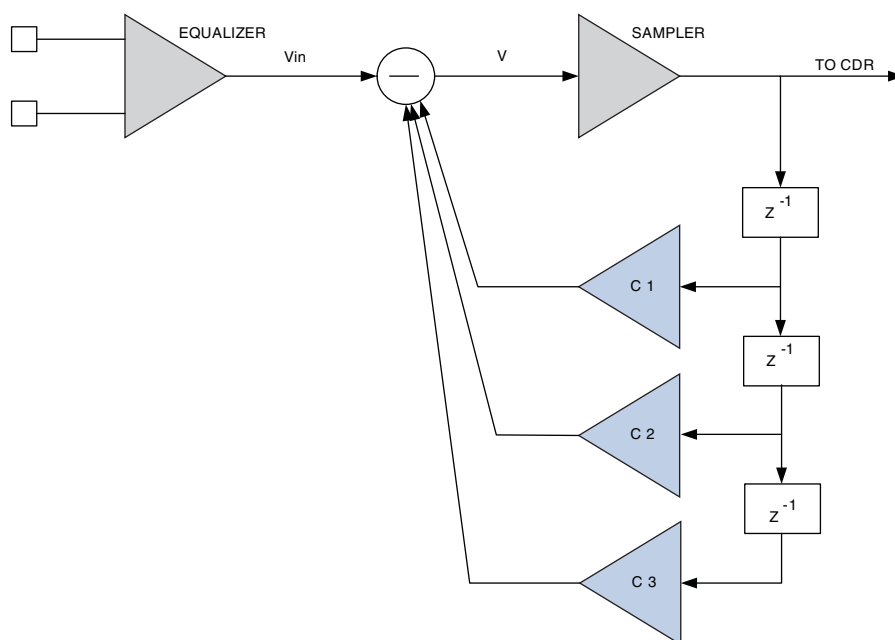 EQUALIZER
SAMPLER
Vin
V
TO CDR
Z -1
C 1
Z -1
C 2
Z -1
C 3